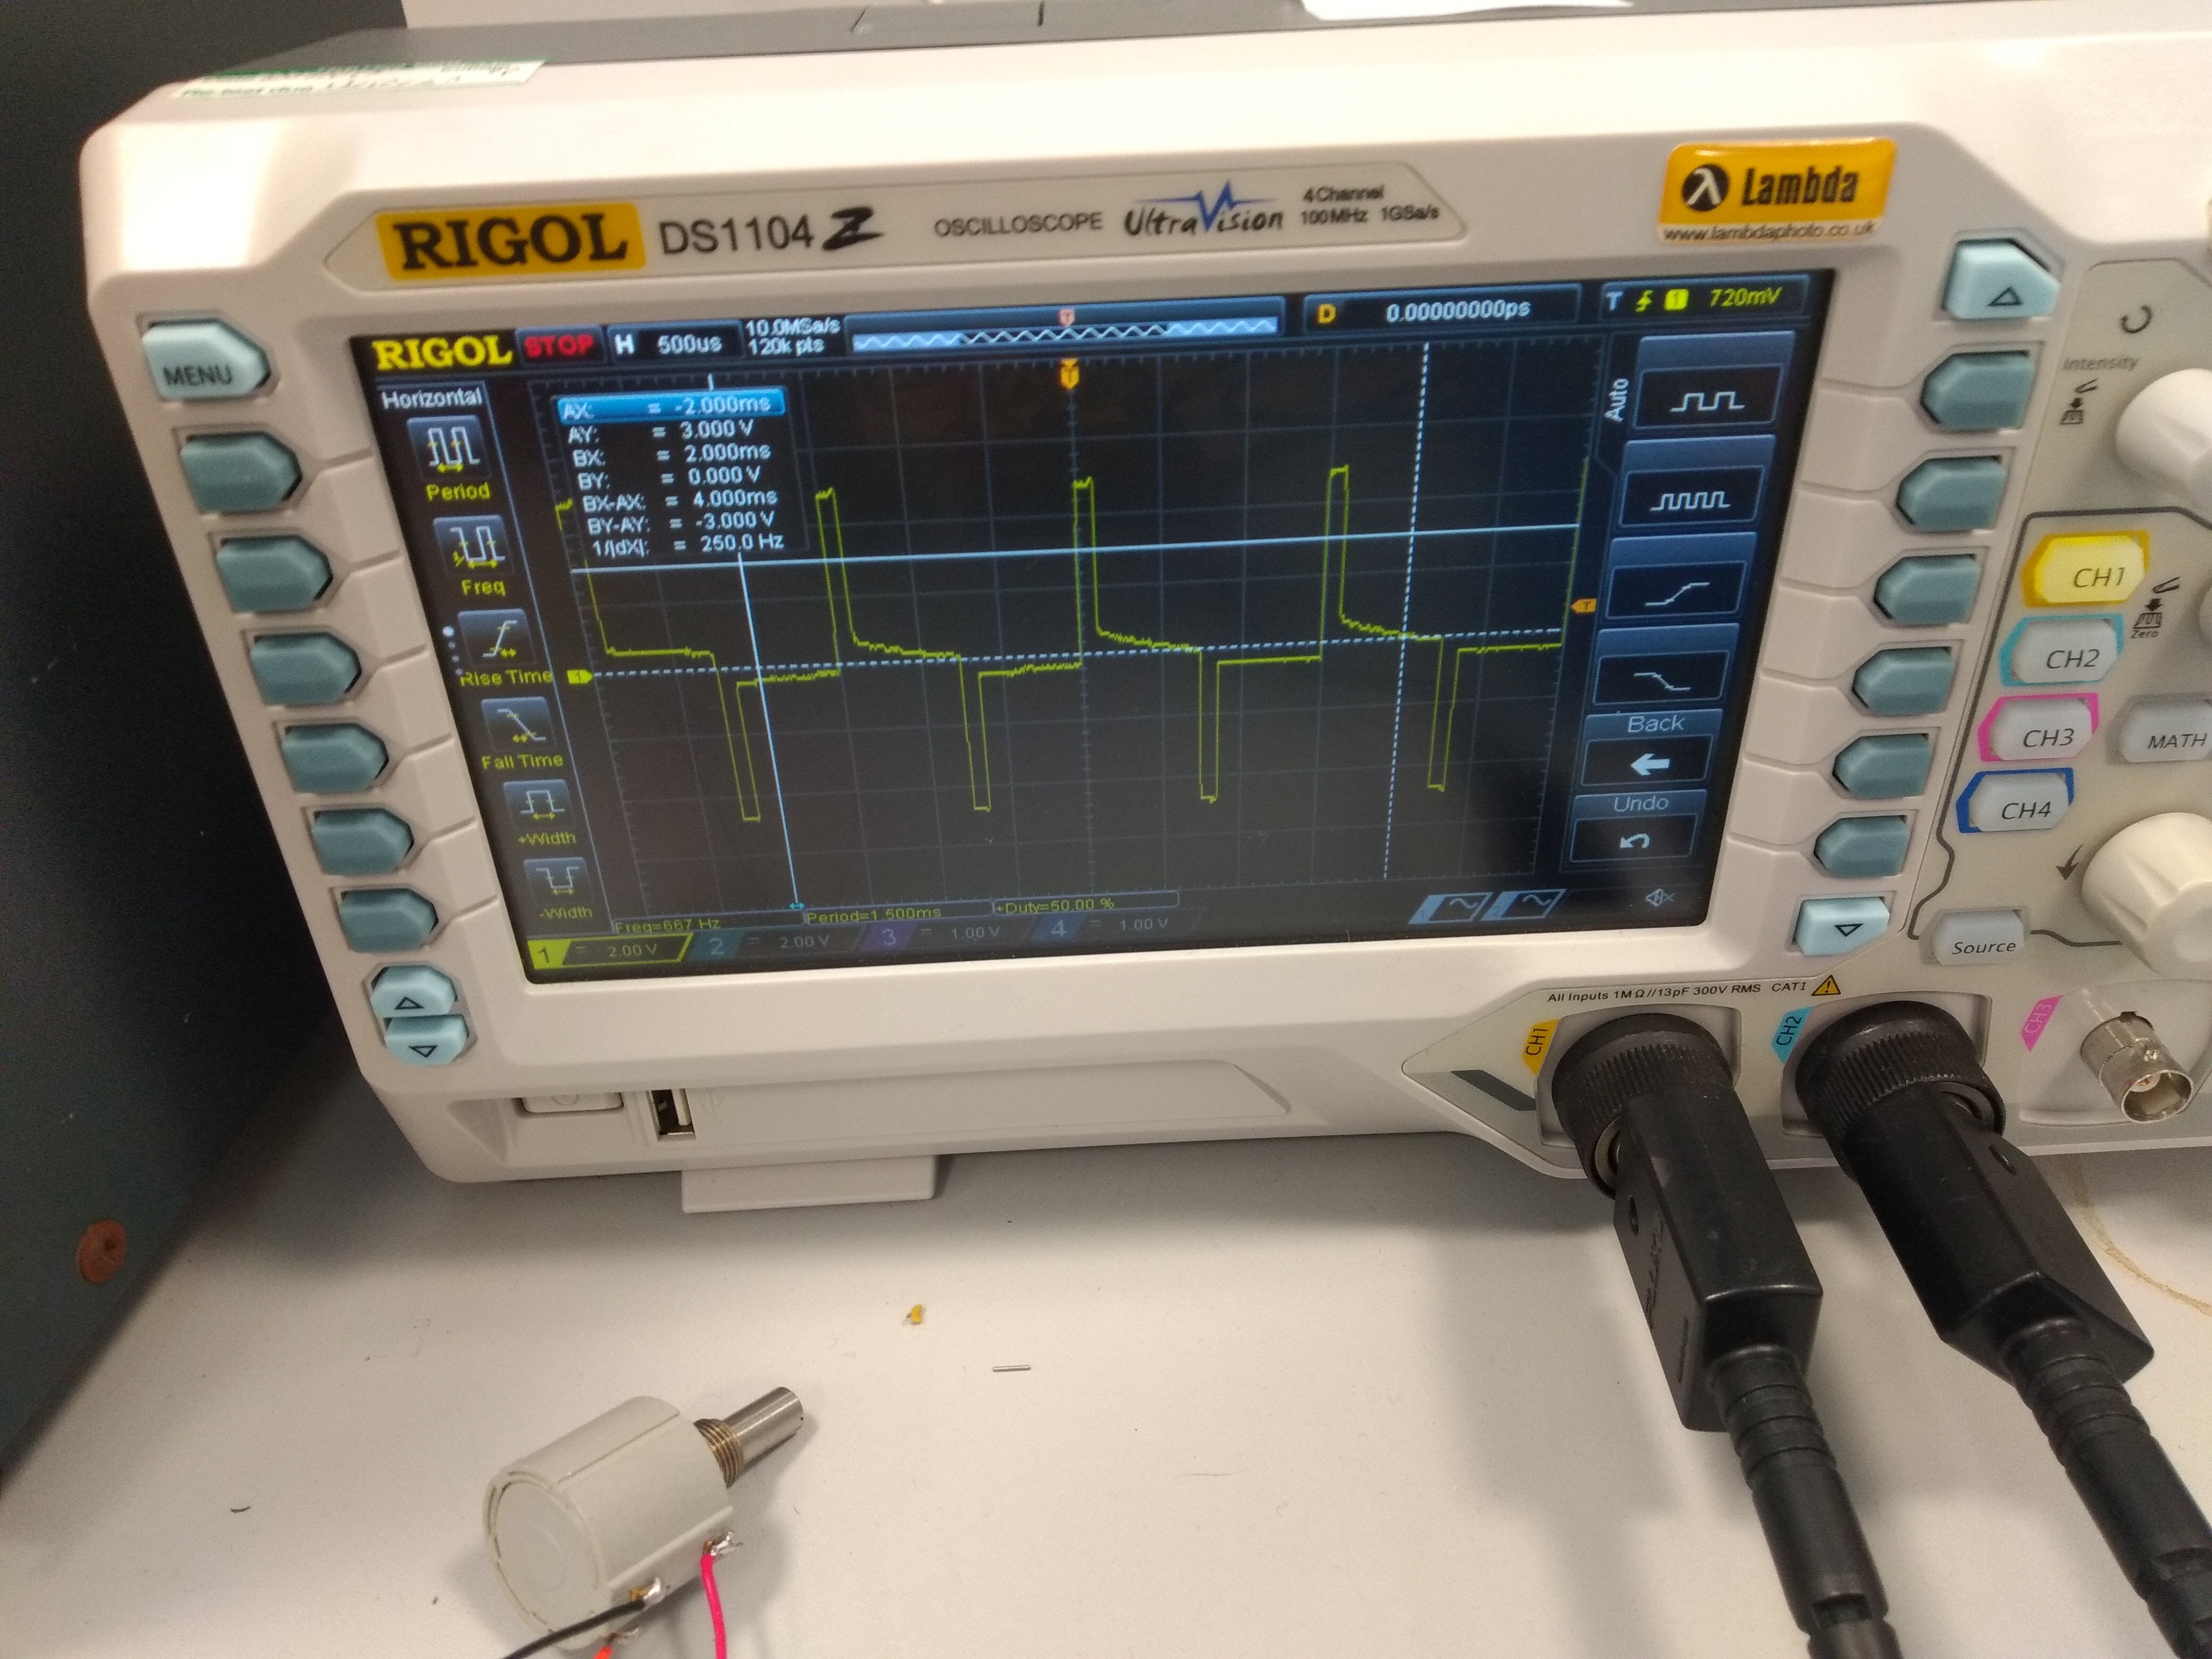 RIGOL DS1104 Z OSCILLOSCOPE UltraVision 4 Channel 100MHz 1GSa/s
λ Lambda
www.lambdaphoto.co.uk
MENU
RIGOL STOP H 500us 10.0MSa/s 120k pts D 0.00000000ps T 1 720mV
Horizontal
Period
Freq
Rise Time
Fall Time
+Width
-Width
AX: = -2.000ms
AY: = 3.000 V
BX: = 2.000ms
BY: = 0.000 V
BX-AX: = 4.000ms
BY-AY: = -3.000 V
1/|dX|: = 250.0 Hz
T
T
1
Auto
Back
Undo
Freq=667 Hz Period=1.500ms +Duty=50.00 %
1 = 2.00 V 2 = 2.00 V 3 = 1.00 V 4 = 1.00 V
Intensity
CH1
Zero
CH2
CH3 MATH
CH4
Source
All Inputs 1MΩ//13pF 300V RMS CAT I
CH1
CH2
CH3